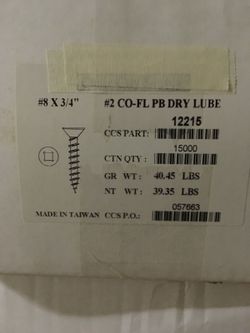 #8 X 3/4" #2 CO-FL PB DRY LUBE
12215
CCS PART:
15000
CTN QTY :
GR WT : 40.45 LBS
NT WT : 39.35 LBS
057663
MADE IN TAIWAN CCS P.O.: